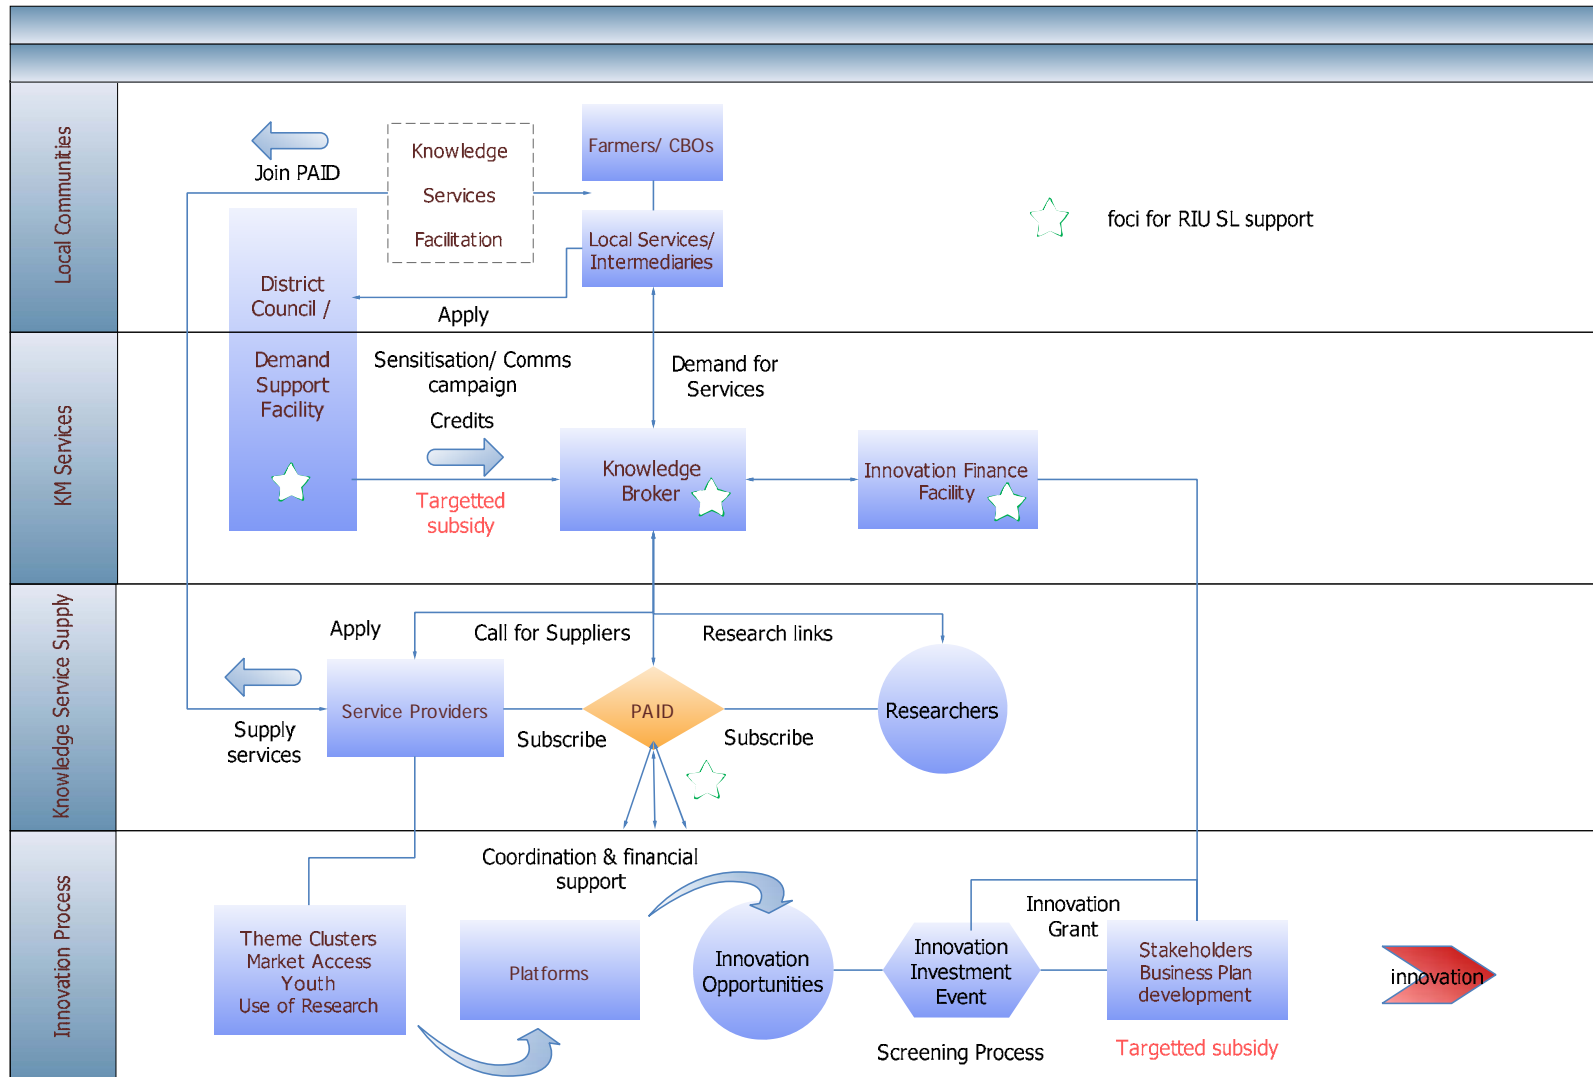 Local Communities
Join PAID
Knowledge
Services
Facilitation
Farmers/ CBOs
Local Services/
Intermediaries
foci for RIU SL support
District
Council /
Apply
KM Services
Demand
Support
Facility
Sensitisation/ Comms
campaign
Credits
Targetted
subsidy
Demand for
Services
Knowledge
Broker
Innovation Finance
Facility
Knowledge Service Supply
Apply
Call for Suppliers
Research links
Supply
services
Service Providers
Subscribe
PAID
Subscribe
Researchers
Innovation Process
Coordination & financial
support
Theme Clusters
Market Access
Youth
Use of Research
Platforms
Innovation
Opportunities
Innovation
Investment
Event
Screening Process
Innovation
Grant
Stakeholders
Business Plan
development
Targetted subsidy
innovation